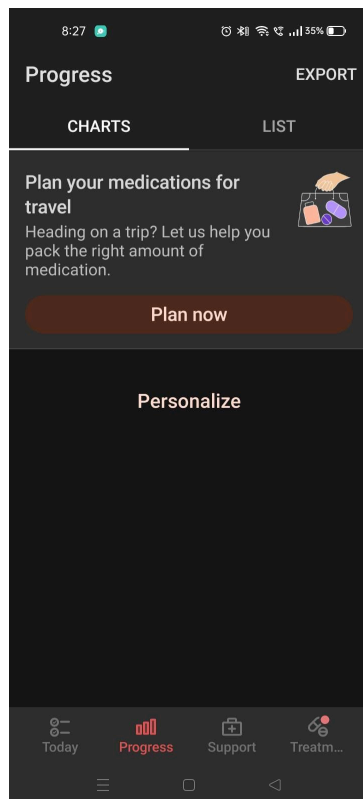 8:27 35%
Progress EXPORT
CHARTS LIST
Plan your medications for
travel
Heading on a trip? Let us help you
pack the right amount of
medication.
Plan now
Personalize
Today Progress Support Treatm...